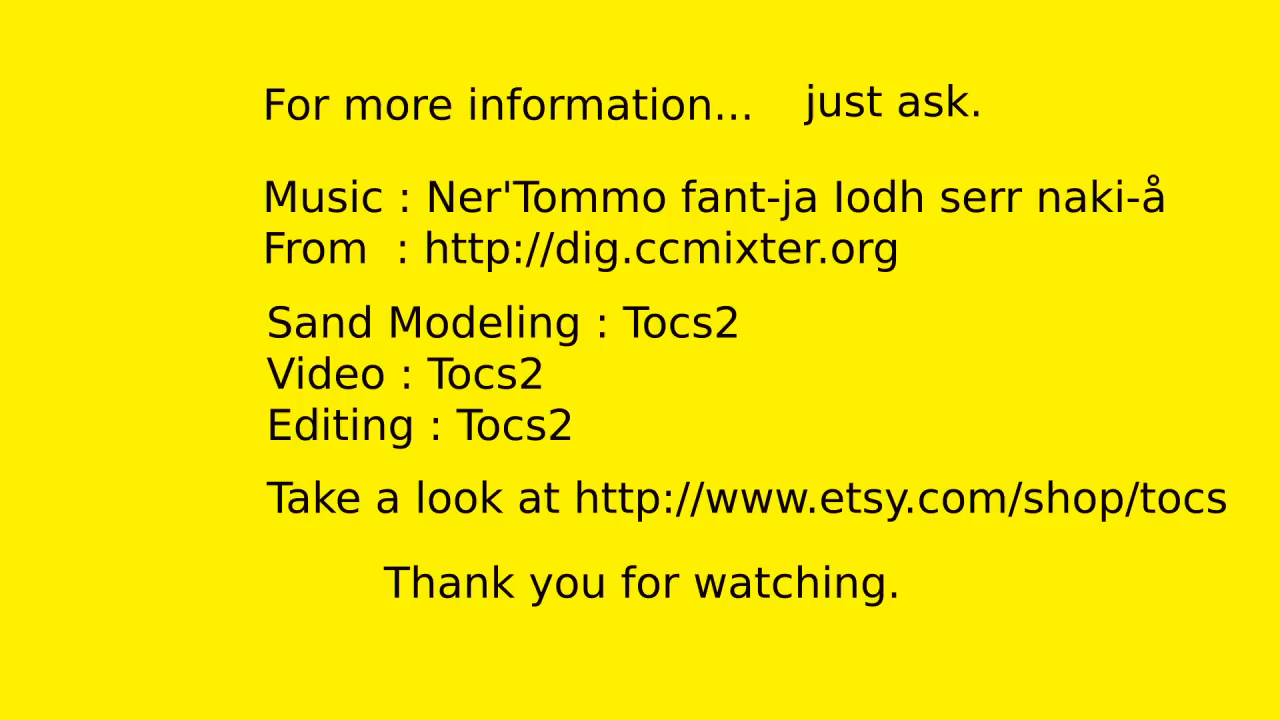 For more information... just ask.
Music : Ner'Tommo fant-ja Iodh serr naki-å
From : http://dig.ccmixter.org
Sand Modeling : Tocs2
Video : Tocs2
Editing : Tocs2
Take a look at http://www.etsy.com/shop/tocs
Thank you for watching.